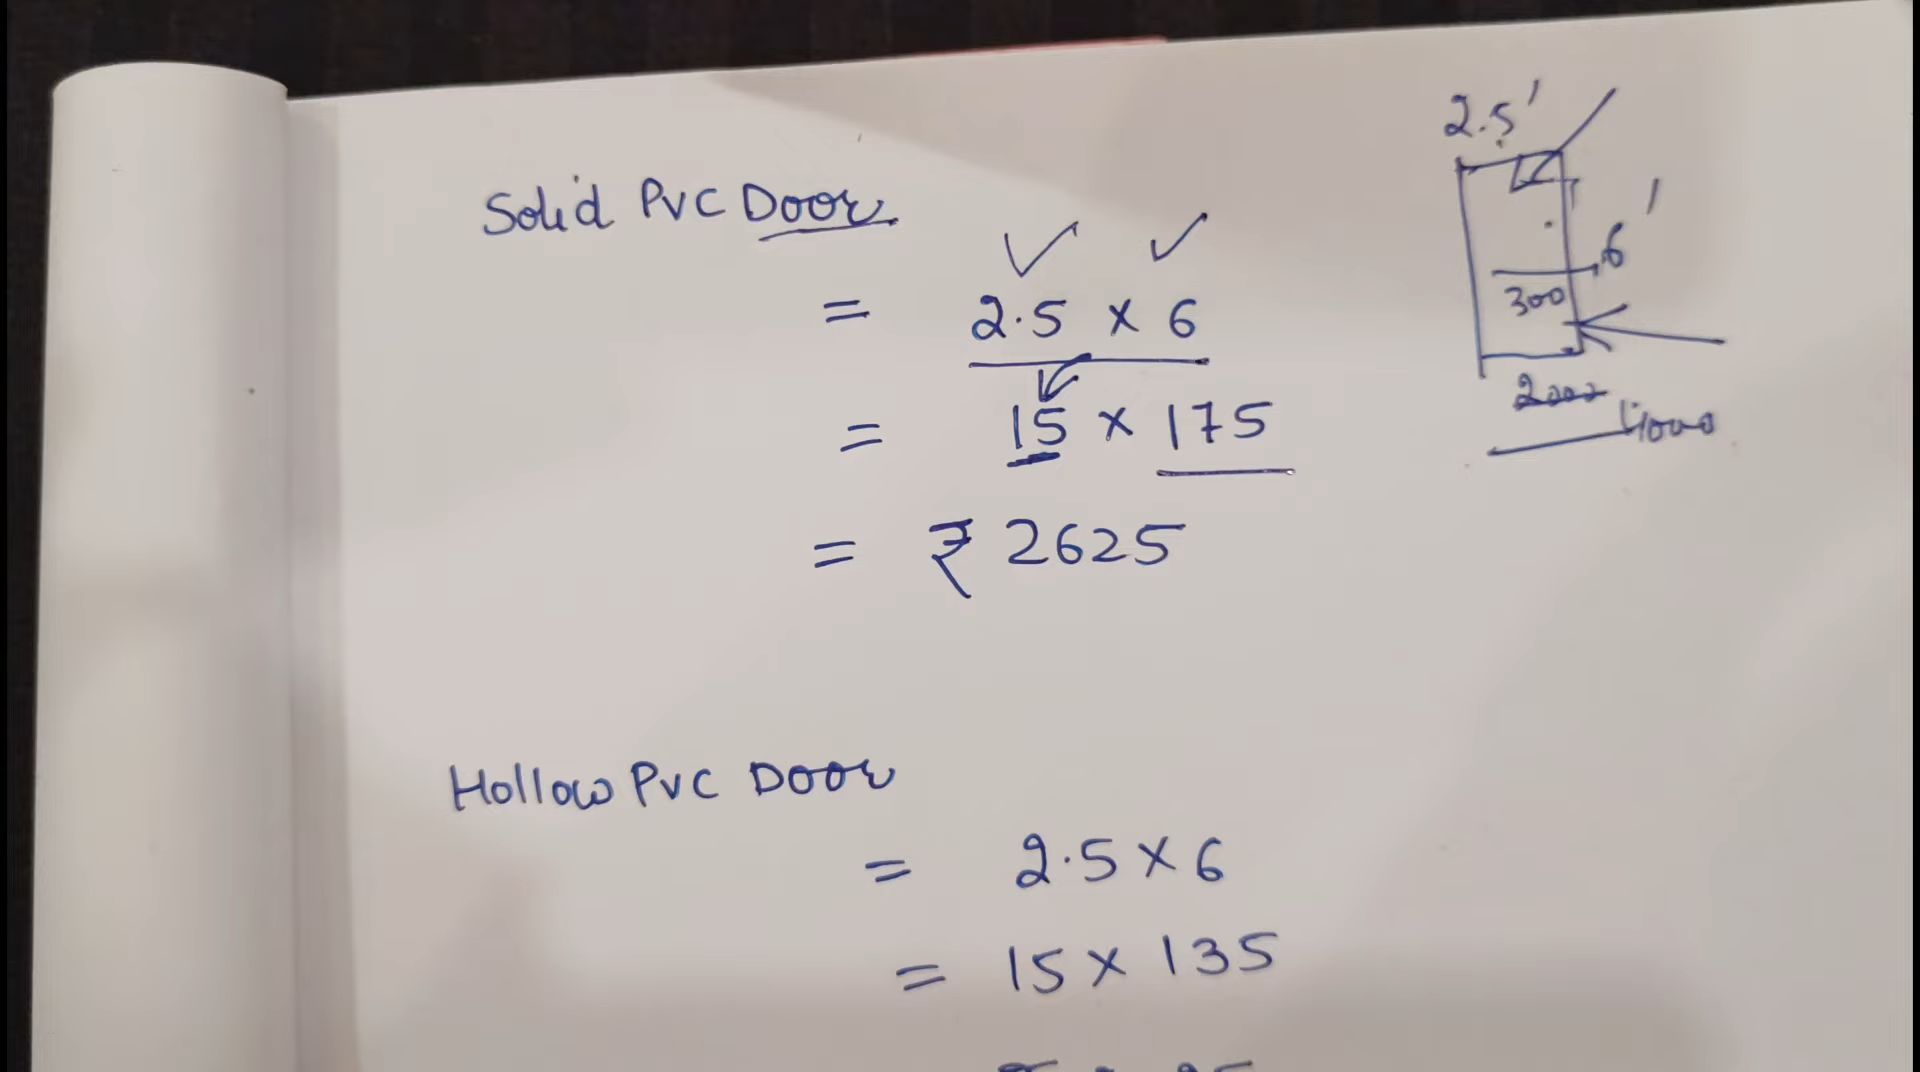 Solid PVC Door
= 2.5 x 6
= 15 x 175
= ₹ 2625
2.5'
6'
300
2000
4000
Hollow PVC Door
= 2.5 x 6
= 15 x 135